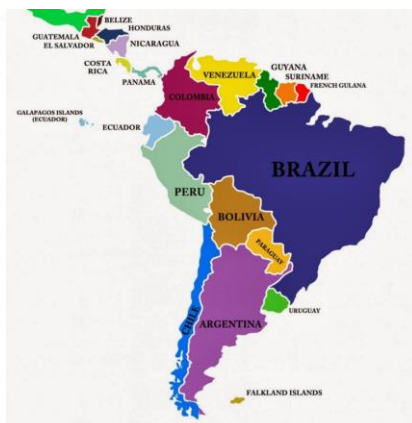 BELIZE
HONDURAS
GUATEMALA
EL SALVADOR
NICARAGUA
COSTA
RICA
PANAMA
VENEZUELA
GUYANA
SURINAME
FRENCH GUIANA
COLOMBIA
GALAPAGOS ISLANDS
(ECUADOR)
ECUADOR
BRAZIL
PERU
BOLIVIA
PARAGUAY
CHILE
ARGENTINA
URUGUAY
FALKLAND ISLANDS